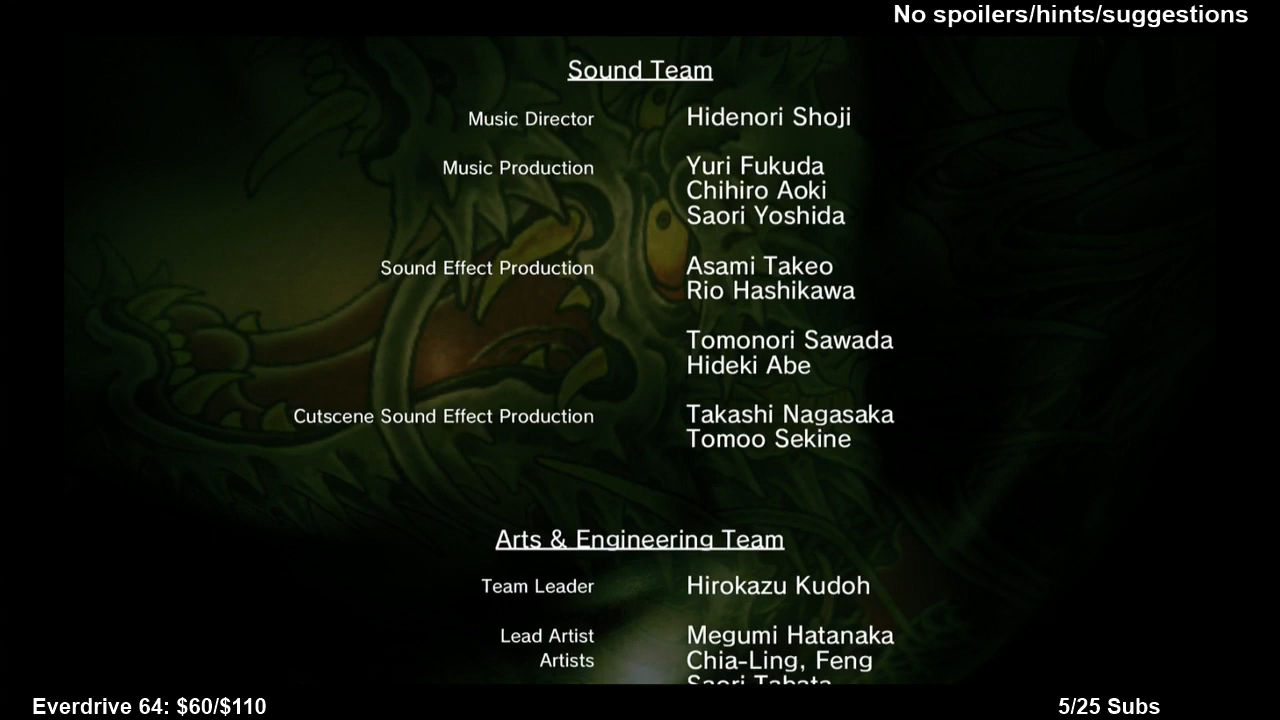 No spoilers/hints/suggestions
Sound Team
Music Director Hidenori Shoji
Music Production Yuri Fukuda
Chihiro Aoki
Saori Yoshida
Sound Effect Production Asami Takeo
Rio Hashikawa
Tomonori Sawada
Hideki Abe
Cutscene Sound Effect Production Takashi Nagasaka
Tomoo Sekine
Arts & Engineering Team
Team Leader Hirokazu Kudoh
Lead Artist Megumi Hatanaka
Artists Chia-Ling, Feng
Saori Tabata
Everdrive 64: $60/$110
5/25 Subs